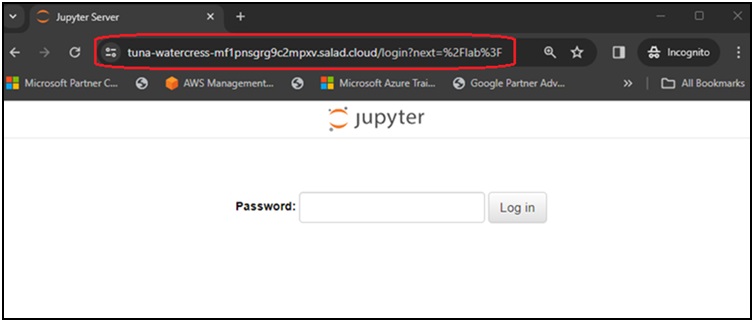 Jupyter Server
tuna-watercress-mf1pnsgrg9c2mpxv.salad.cloud/login?next=%2Flab%3F
Incognito
Microsoft Partner C... AWS Management... Microsoft Azure Trai... Google Partner Adv... » All Bookmarks
jupyter
Password: Log in